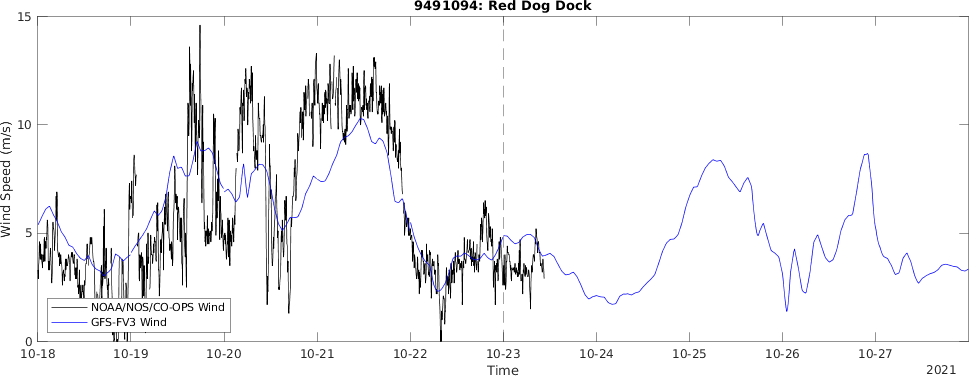 9491094: Red Dog Dock
15
10
5
0
Wind Speed (m/s)
NOAA/NOS/CO-OPS Wind
GFS-FV3 Wind
10-18 10-19 10-20 10-21 10-22 10-23 10-24 10-25 10-26 10-27
Time
2021